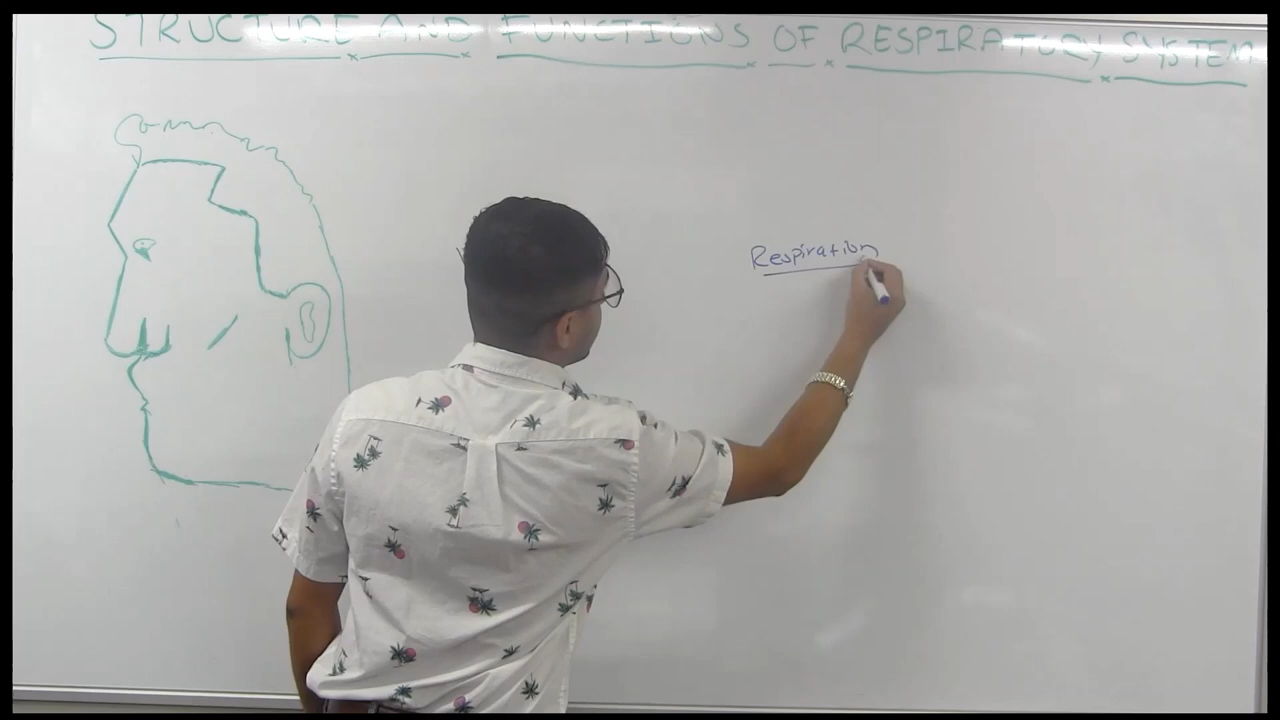 STRUCTURE AND FUNCTIONS OF RESPIRATORY SYSTEM
Respiration